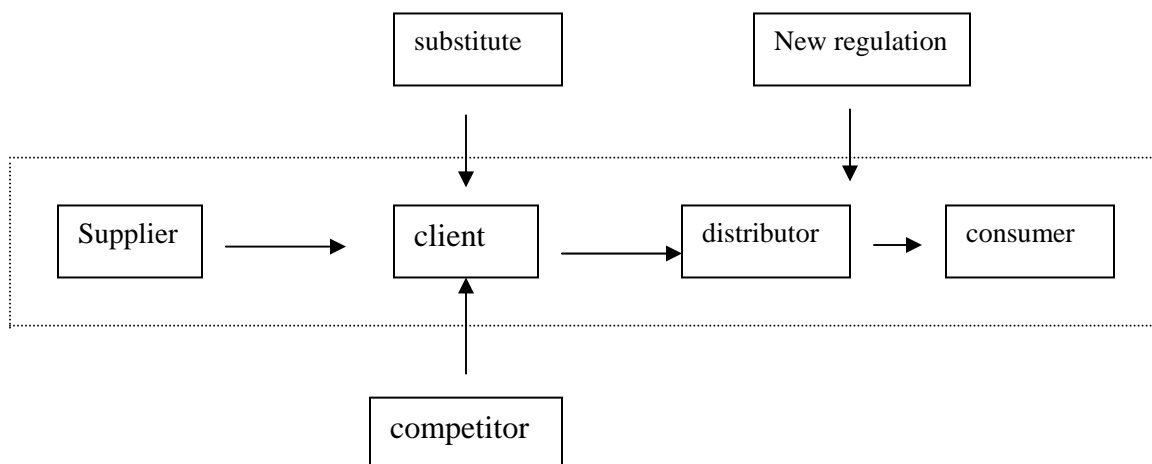 substitute
New regulation
Supplier
client
distributor
consumer
competitor